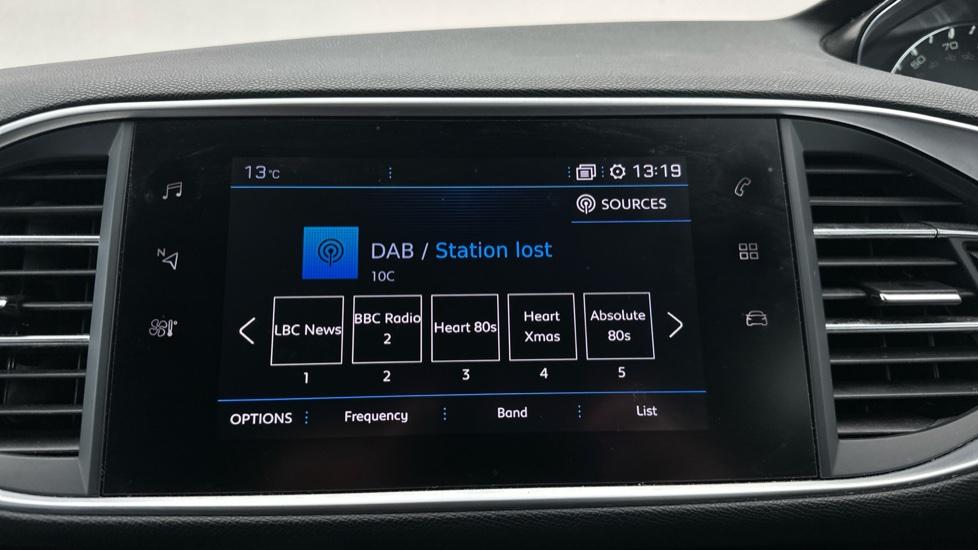 13°C
13:19
SOURCES
DAB / Station lost
10C
LBC News
BBC Radio
2
Heart 80s
Heart
Xmas
Absolute
80s
1 2 3 4 5
OPTIONS Frequency Band List
N
70